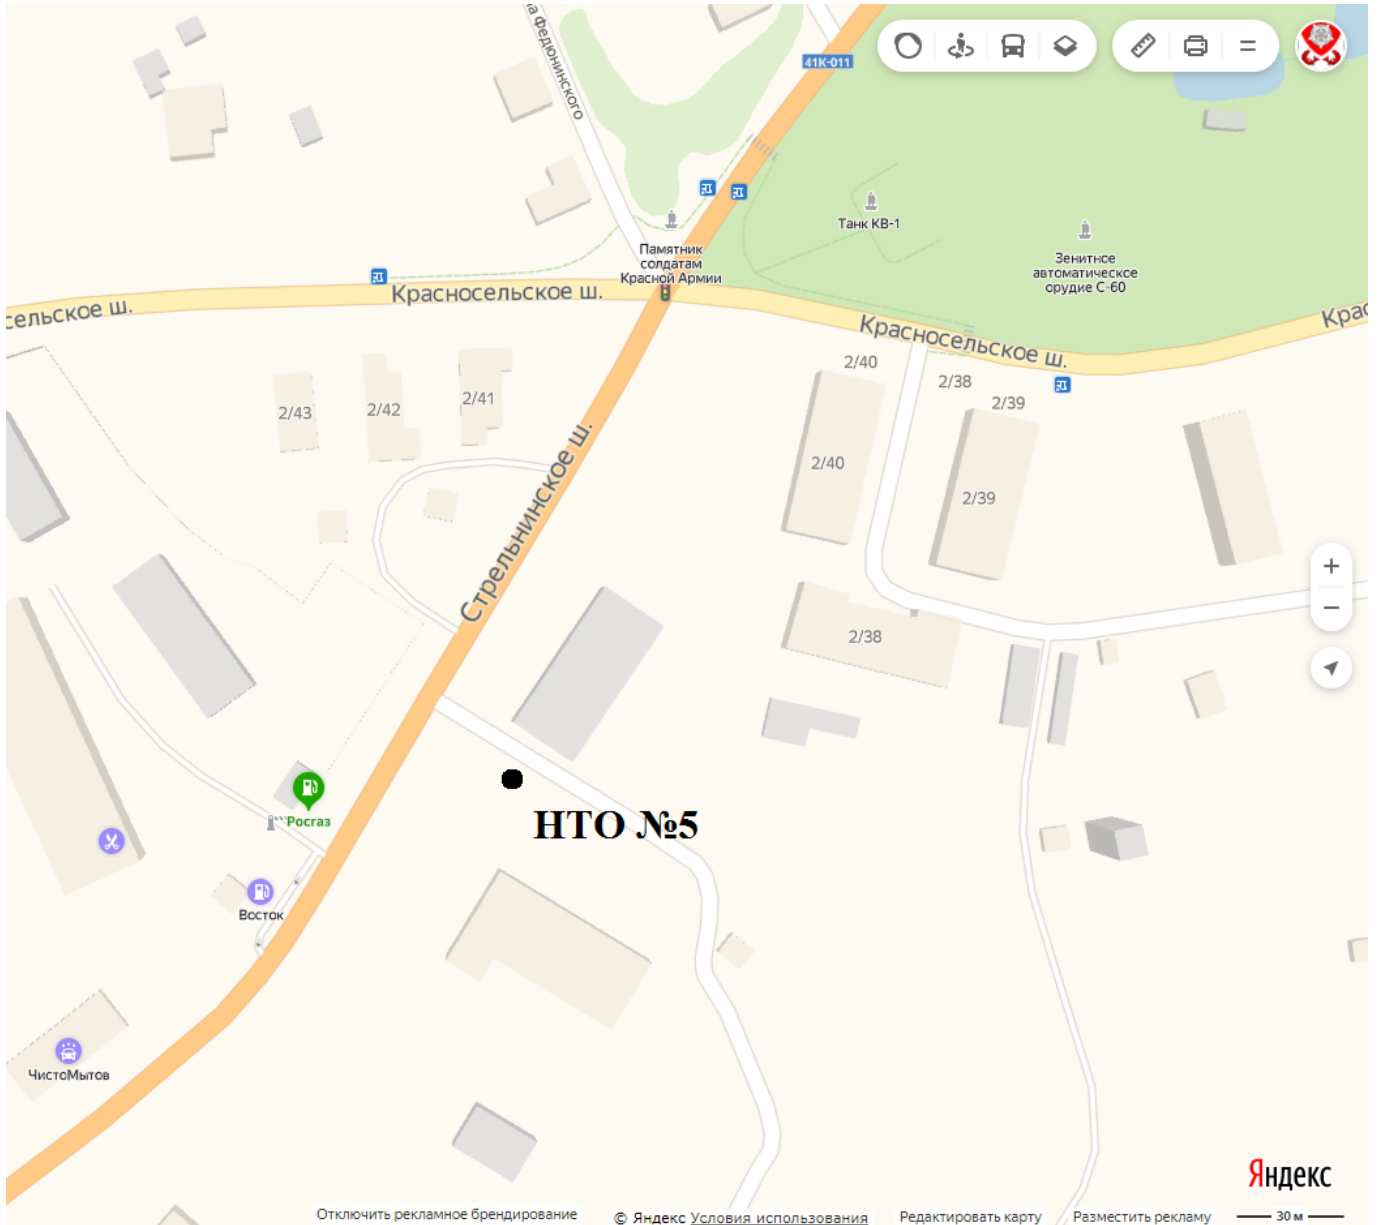 на Федюнинского
41К-011
Танк КВ-1
Памятник
солдатам
Красной Армии
Зенитное
автоматическое
орудие С-60
сельское ш.
Красносельское ш.
Красносельское ш.
Крас
2/40
2/38
2/39
2/43
2/42
2/41
2/40
2/39
Стрельнинское ш.
2/38
Росгаз
НТО №5
Восток
ЧистоМытов
Яндекс
Отключить рекламное брендирование
© Яндекс Условия использования
Редактировать карту
Разместить рекламу
30 м